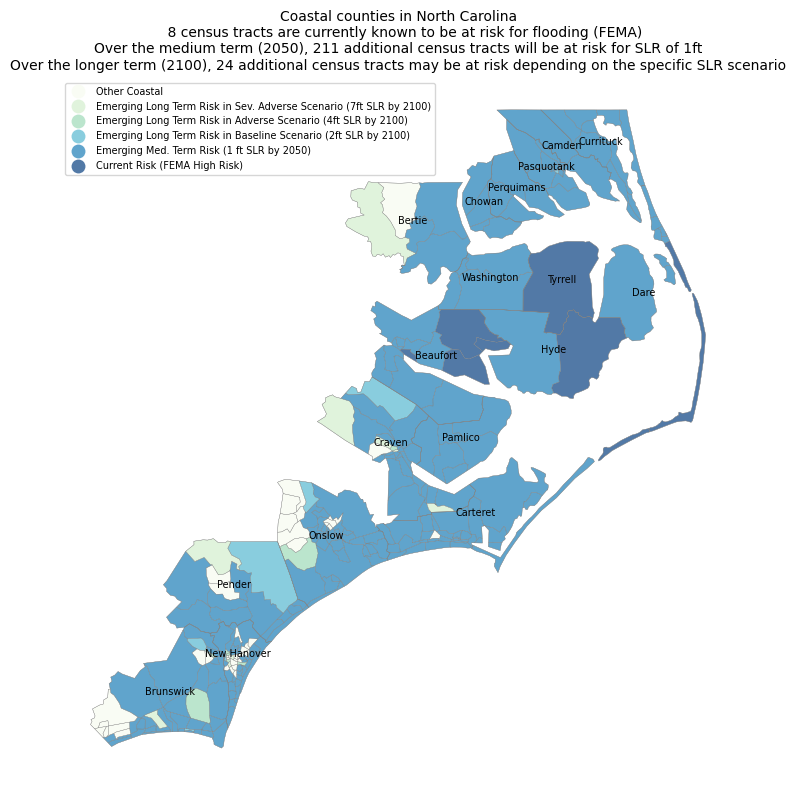 Coastal counties in North Carolina
8 census tracts are currently known to be at risk for flooding (FEMA)
Over the medium term (2050), 211 additional census tracts will be at risk for SLR of 1ft
Over the longer term (2100), 24 additional census tracts may be at risk depending on the specific SLR scenario
Other Coastal
Emerging Long Term Risk in Sev. Adverse Scenario (7ft SLR by 2100)
Emerging Long Term Risk in Adverse Scenario (4ft SLR by 2100)
Emerging Long Term Risk in Baseline Scenario (2ft SLR by 2100)
Emerging Med. Term Risk (1 ft SLR by 2050)
Current Risk (FEMA High Risk)
Currituck
Camden
Pasquotank
Perquimans
Chowan
Bertie
Washington
Tyrrell
Dare
Hyde
Beaufort
Pamlico
Craven
Carteret
Onslow
Pender
New Hanover
Brunswick